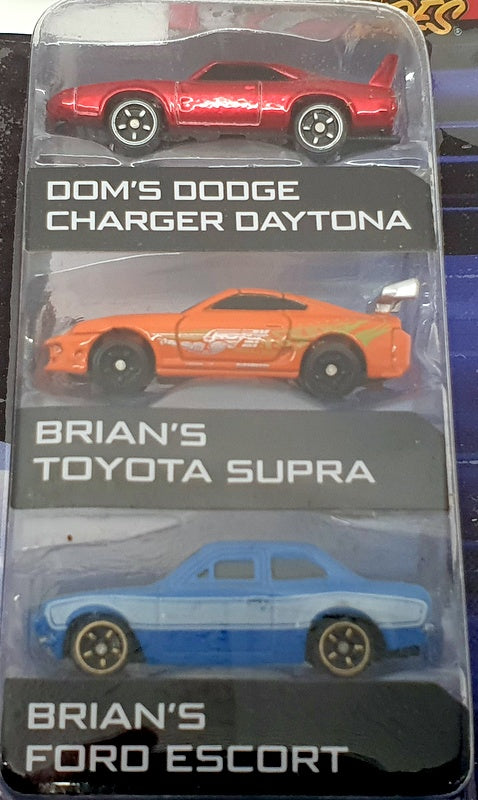 DOM'S DODGE
CHARGER DAYTONA
BRIAN'S
TOYOTA SUPRA
BRIAN'S
FORD ESCORT